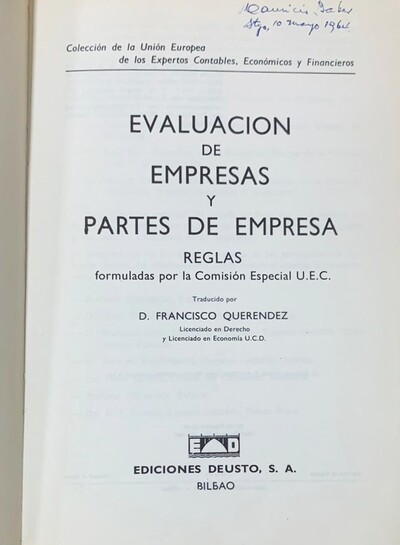 Mauricio
Stgo, 10 mayo 1964
Colección de la Unión Europea
de los Expertos Contables, Económicos y Financieros
EVALUACION
DE
EMPRESAS
Y
PARTES DE EMPRESA
REGLAS
formuladas por la Comisión Especial U.E.C.
Traducido por
D. FRANCISCO QUERENDEZ
Licenciado en Derecho
y Licenciado en Economía U.C.D.
E D
EDICIONES DEUSTO, S. A.
BILBAO